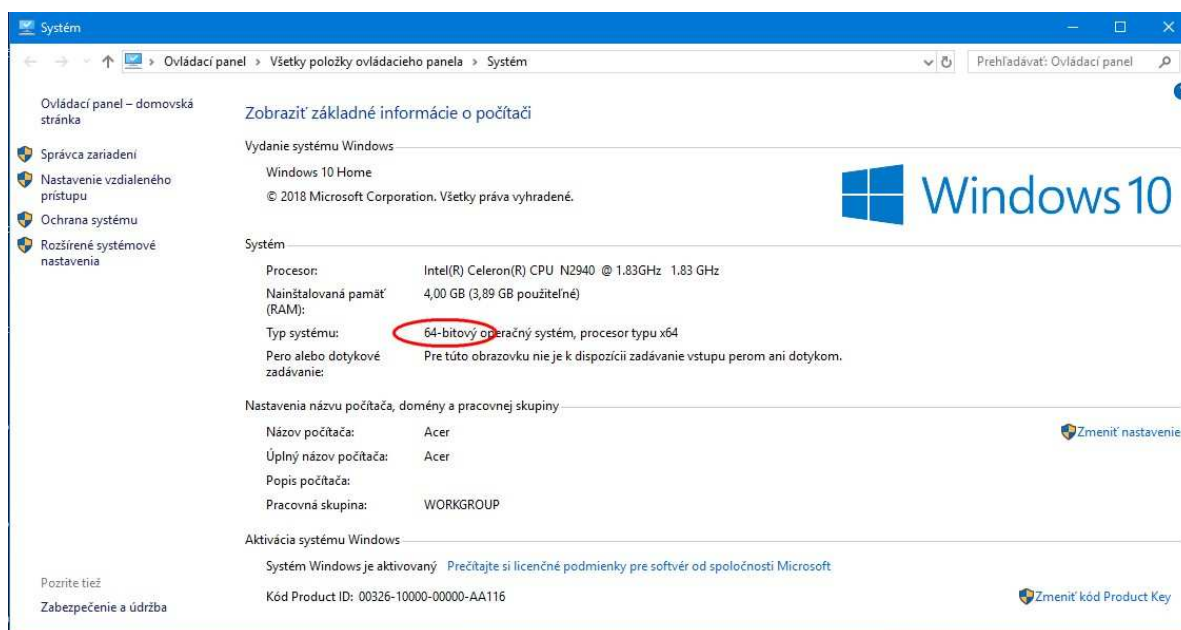 Systém
Ovládací panel > Všetky položky ovládacieho panela > Systém
Prehľadávať: Ovládací panel
Ovládací panel – domovská
stránka
Správca zariadení
Nastavenie vzdialeného
prístupu
Ochrana systému
Rozšírené systémové
nastavenia
Pozrite tiež
Zabezpečenie a údržba
Zobraziť základné informácie o počítači
Vydanie systému Windows
Windows 10 Home
© 2018 Microsoft Corporation. Všetky práva vyhradené.
Windows 10
Systém
Procesor: Intel(R) Celeron(R) CPU N2940 @ 1.83GHz 1.83 GHz
Nainštalovaná pamäť
(RAM): 4,00 GB (3,89 GB použiteľné)
Typ systému: 64-bitový operačný systém, procesor typu x64
Pero alebo dotykové
zadávanie: Pre túto obrazovku nie je k dispozícii zadávanie vstupu perom ani dotykom.
Nastavenia názvu počítača, domény a pracovnej skupiny
Názov počítača: Acer
Zmeniť nastavenie
Úplný názov počítača: Acer
Popis počítača:
Pracovná skupina: WORKGROUP
Aktivácia systému Windows
Systém Windows je aktivovaný Prečítajte si licenčné podmienky pre softvér od spoločnosti Microsoft
Kód Product ID: 00326-10000-00000-AA116
Zmeniť kód Product Key